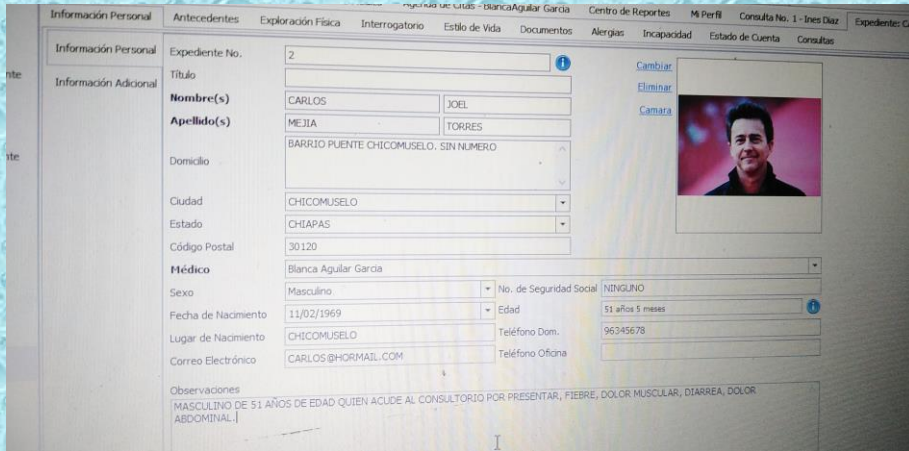 Agenda de Citas - BlancaAguilar Garcia Centro de Reportes Mi Perfil Consulta No. 1 - Ines Diaz Expediente:
Información Personal Antecedentes Exploración Física Interrogatorio Estilo de Vida Documentos Alergias Incapacidad Estado de Cuenta Consultas
Información Personal
Información Adicional
Expediente No. 2
Título
Nombre(s) CARLOS JOEL
Apellido(s) MEJIA TORRES
Domicilio BARRIO PUENTE CHICOMUSELO. SIN NUMERO
Ciudad CHICOMUSELO
Estado CHIAPAS
Código Postal 30120
Médico Blanca Aguilar Garcia
Sexo Masculino No. de Seguridad Social NINGUNO
Fecha de Nacimiento 11/02/1969 Edad 51 años 5 meses
Lugar de Nacimiento CHICOMUSELO Teléfono Dom. 96345678
Correo Electrónico CARLOS@HORMAIL.COM Teléfono Oficina
Cambiar
Eliminar
Camara
Observaciones
MASCULINO DE 51 AÑOS DE EDAD QUIEN ACUDE AL CONSULTORIO POR PRESENTAR, FIEBRE, DOLOR MUSCULAR, DIARREA, DOLOR
ABDOMINAL.